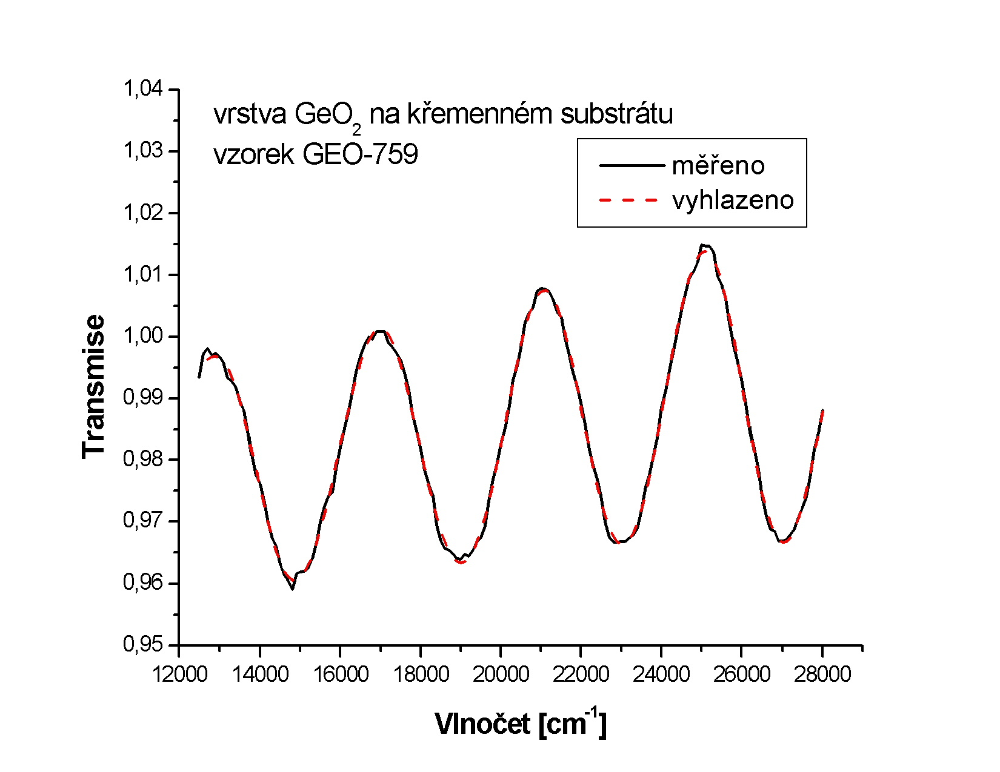 1,04
vrstva GeO₂ na křemenném substrátu
1,03
vzorek GEO-759
měřeno
vyhlazeno
1,02
1,01
1,00
0,99
0,98
0,97
0,96
0,95
Transmise
12000 14000 16000 18000 20000 22000 24000 26000 28000
Vlnočet [cm⁻¹]